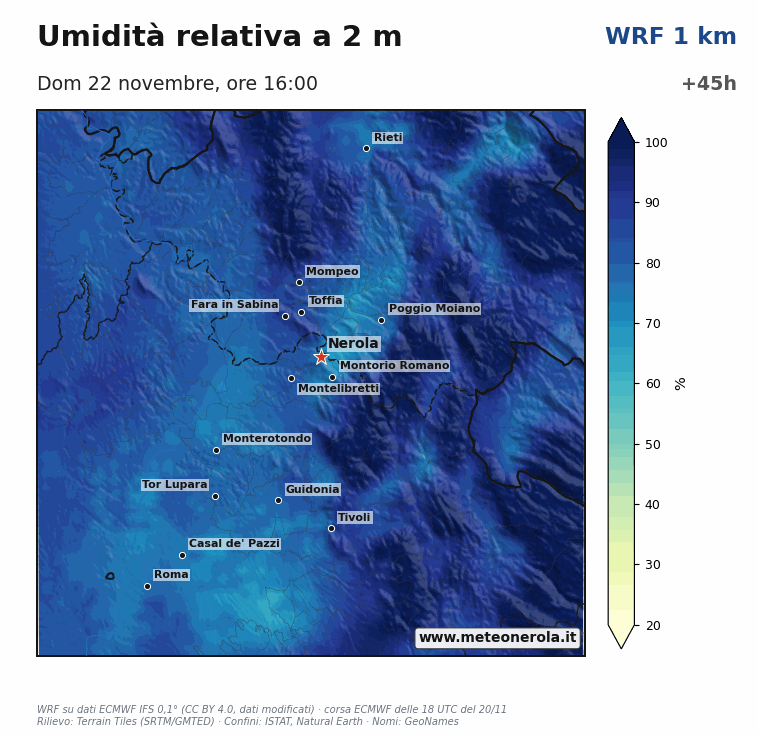 Umidità relativa a 2 m
WRF 1 km
Dom 22 novembre, ore 16:00
+45h
Rieti
Mompeo
Toffia
Fara in Sabina
Poggio Moiano
Nerola
Montorio Romano
Montelibretti
Monterotondo
Tor Lupara
Guidonia
Tivoli
Casal de' Pazzi
Roma
www.meteonerola.it
100
90
80
70
60
50
40
30
20
%
WRF su dati ECMWF IFS 0,1° (CC BY 4.0, dati modificati) · corsa ECMWF delle 18 UTC del 20/11
Rilievo: Terrain Tiles (SRTM/GMTED) · Confini: ISTAT, Natural Earth · Nomi: GeoNames